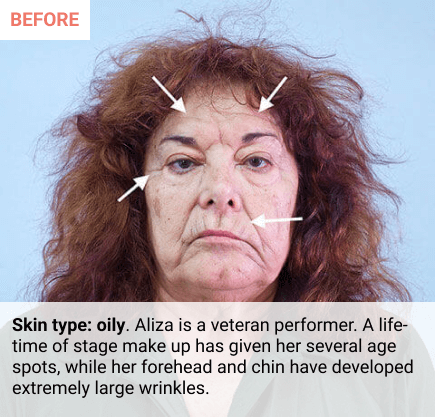 BEFORE
Skin type: oily. Aliza is a veteran performer. A life-
time of stage make up has given her several age
spots, while her forehead and chin have developed
extremely large wrinkles.